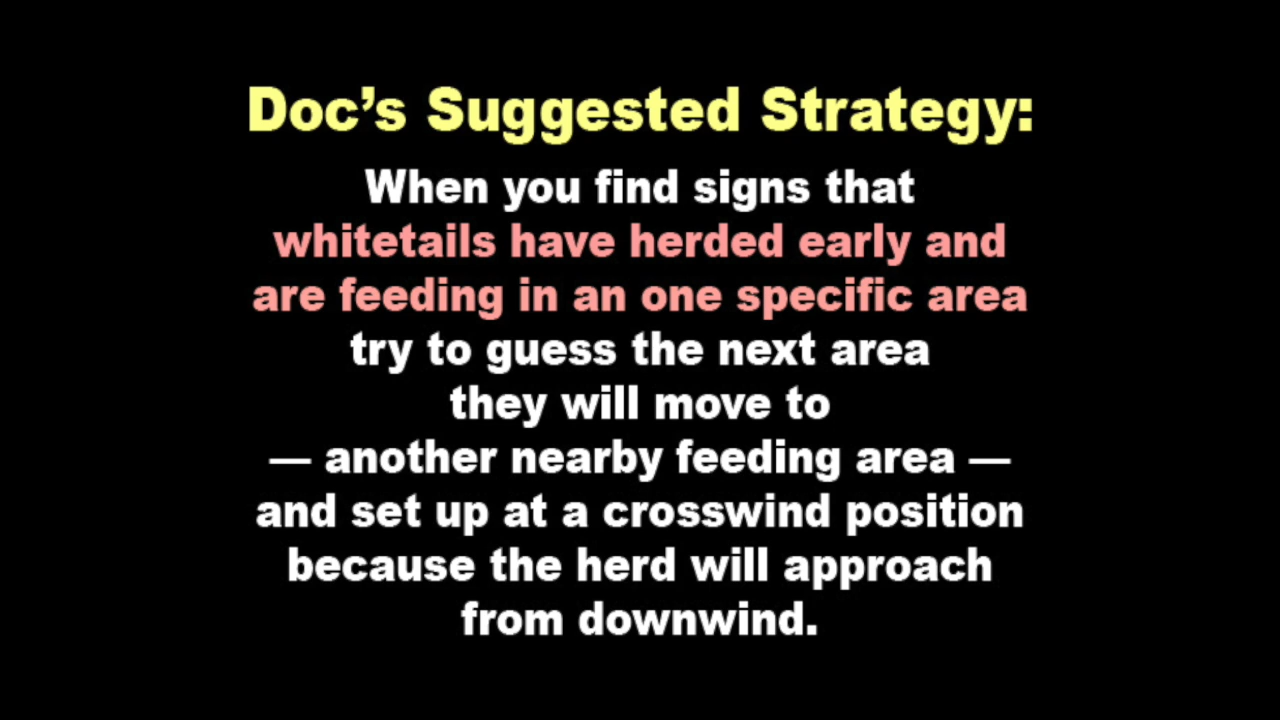 Doc’s Suggested Strategy:
When you find signs that
whitetails have herded early and
are feeding in an one specific area
try to guess the next area
they will move to
— another nearby feeding area —
and set up at a crosswind position
because the herd will approach
from downwind.